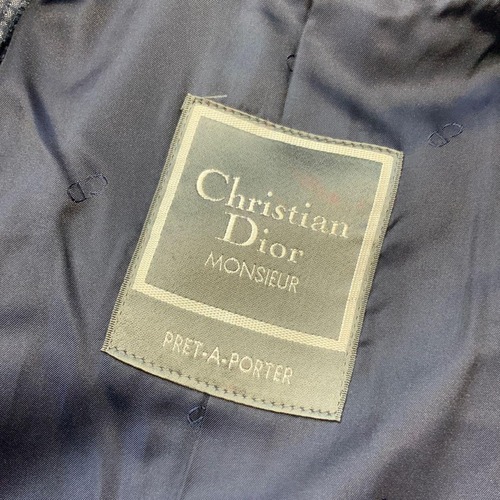 Christian
Dior
MONSIEUR
PRET-A-PORTER